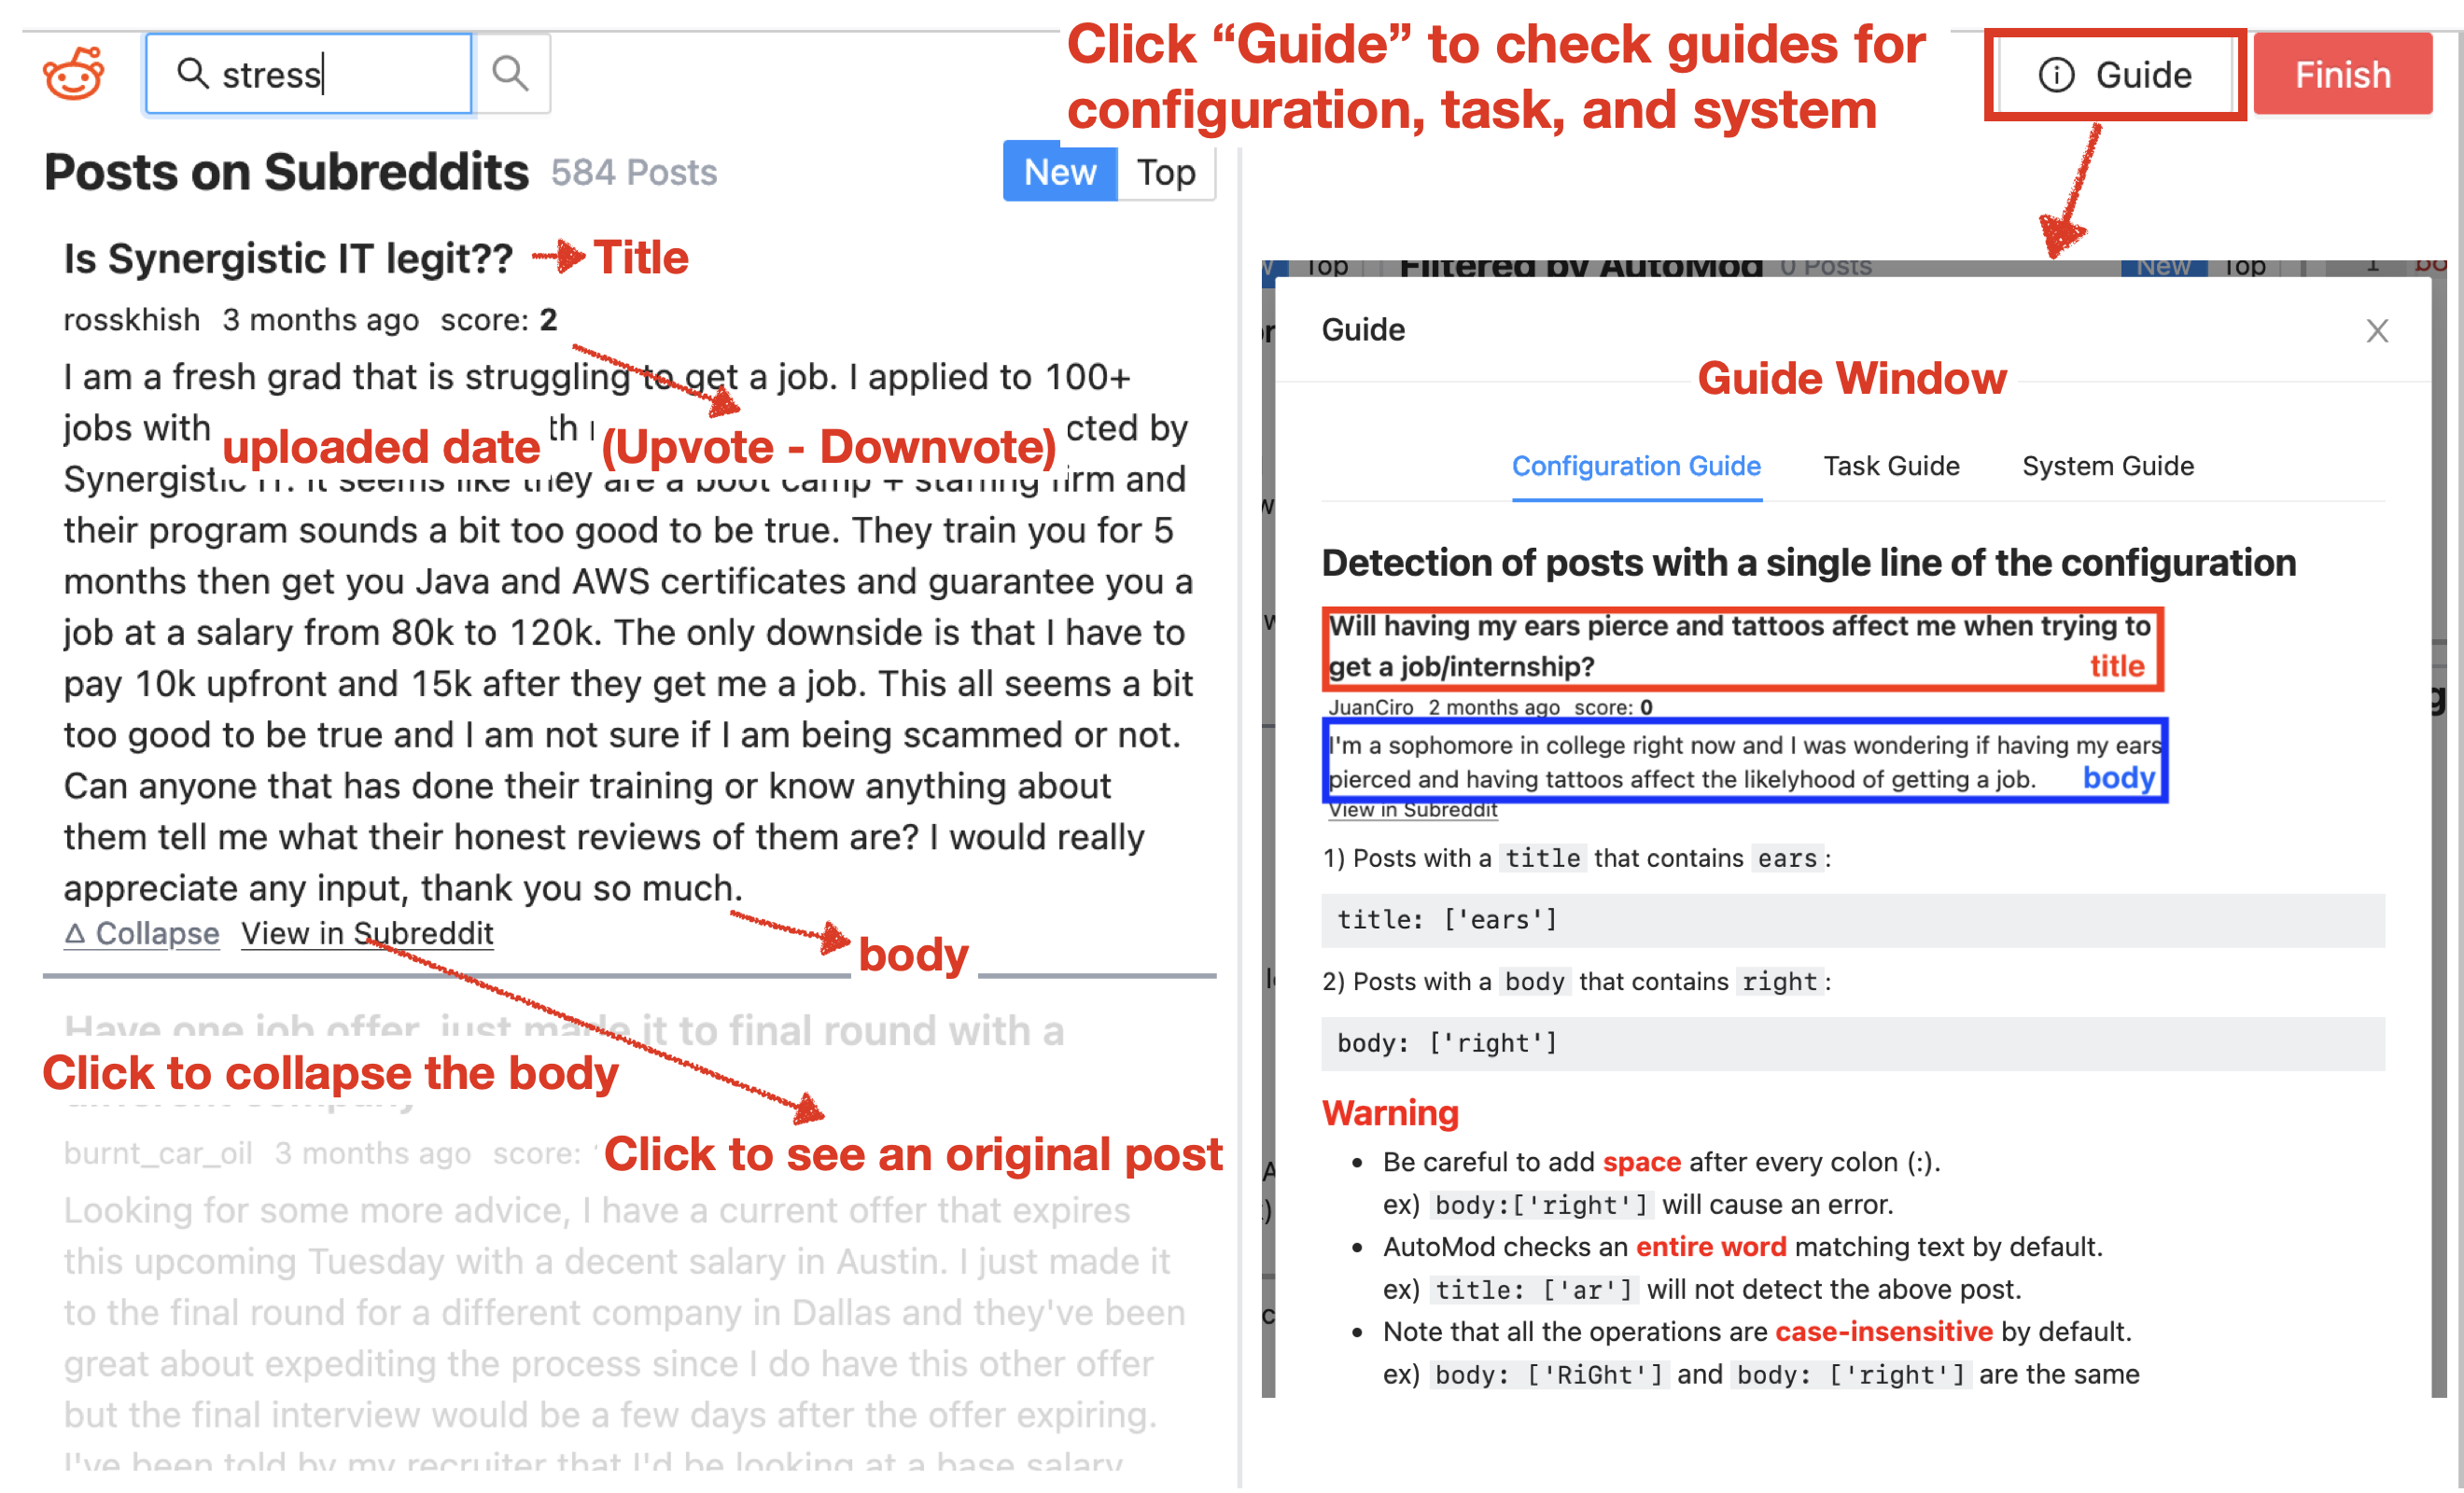 stress
Click “Guide” to check guides for
configuration, task, and system
Guide
Finish
Posts on Subreddits 584 Posts
New Top
Is Synergistic IT legit??
Title
rosskhish 3 months ago score: 2
I am a fresh grad that is struggling to get a job. I applied to 100+
jobs with
uploaded date
(Upvote - Downvote)
by
Synergistic IT. It seems like they are a boot camp + staffing firm and
their program sounds a bit too good to be true. They train you for 5
months then get you Java and AWS certificates and guarantee you a
job at a salary from 80k to 120k. The only downside is that I have to
pay 10k upfront and 15k after they get me a job. This all seems a bit
too good to be true and I am not sure if I am being scammed or not.
Can anyone that has done their training or know anything about
them tell me what their honest reviews of them are? I would really
appreciate any input, thank you so much.
Collapse View in Subreddit
body
Have one job offer, just made it to final round with a
Click to collapse the body
different company
Click to see an original post
burnt_car_oil 3 months ago score:
Looking for some more advice, I have a current offer that expires
this upcoming Tuesday with a decent salary in Austin. I just made it
to the final round for a different company in Dallas and they've been
great about expediting the process since I do have this other offer
but the final interview would be a few days after the offer expiring.
I've been told by my recruiter that I'd be looking at a base salary
Top Filtered by AutoMod 0 Posts New Top 1
Guide
Guide Window
Configuration Guide Task Guide System Guide
Detection of posts with a single line of the configuration
Will having my ears pierce and tattoos affect me when trying to
get a job/internship?
title
JuanCiro 2 months ago score: 0
I'm a sophomore in college right now and I was wondering if having my ears
pierced and having tattoos affect the likelyhood of getting a job.
body
View in Subreddit
1) Posts with a title that contains ears:
title: ['ears']
2) Posts with a body that contains right:
body: ['right']
Warning
• Be careful to add space after every colon (:).
ex) body:['right'] will cause an error.
• AutoMod checks an entire word matching text by default.
ex) title: ['ar'] will not detect the above post.
• Note that all the operations are case-insensitive by default.
ex) body: ['RiGht'] and body: ['right'] are the same